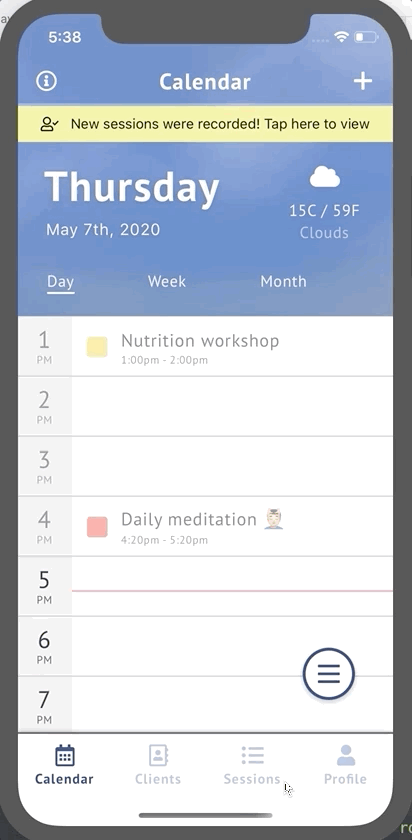 5:38
Calendar
New sessions were recorded! Tap here to view
Thursday
May 7th, 2020
15C / 59F
Clouds
Day Week Month
1 PM
Nutrition workshop
1:00pm - 2:00pm
2 PM
3 PM
4 PM
Daily meditation
4:20pm - 5:20pm
5 PM
6 PM
7 PM
Calendar Clients Sessions Profile